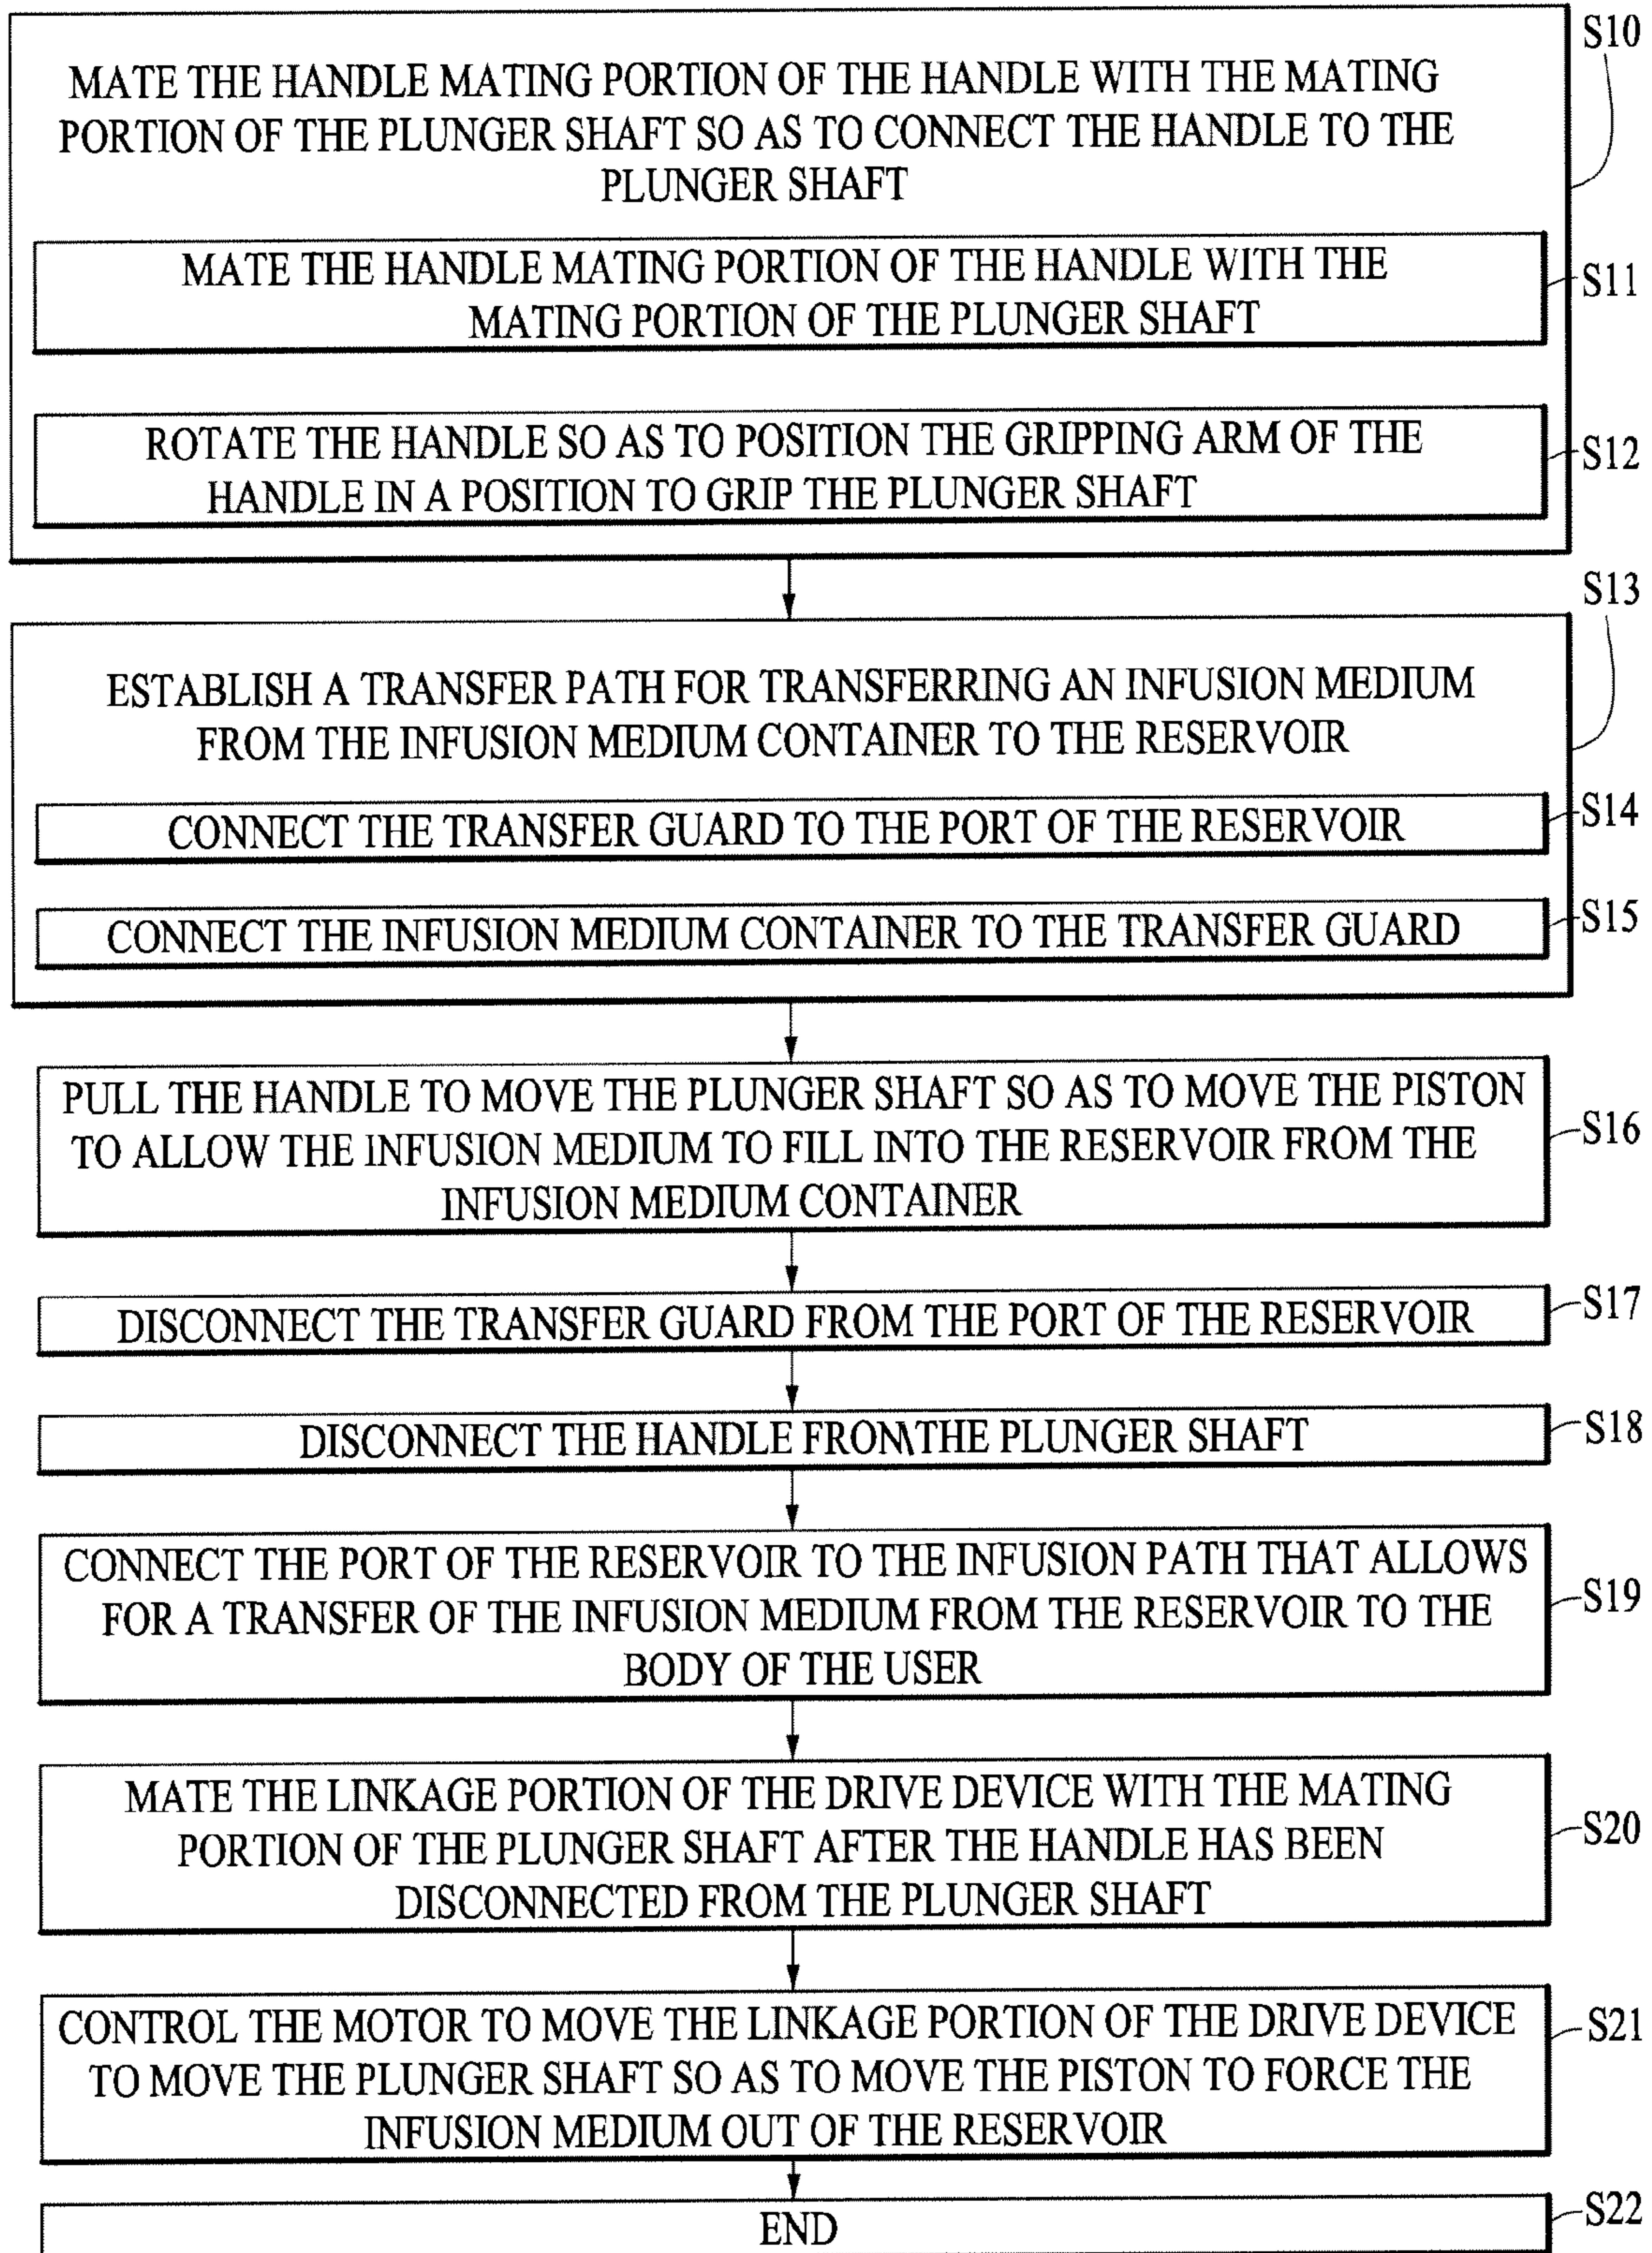 S10
MATE THE HANDLE MATING PORTION OF THE HANDLE WITH THE MATING
PORTION OF THE PLUNGER SHAFT SO AS TO CONNECT THE HANDLE TO THE
PLUNGER SHAFT
MATE THE HANDLE MATING PORTION OF THE HANDLE WITH THE
MATING PORTION OF THE PLUNGER SHAFT
S11
ROTATE THE HANDLE SO AS TO POSITION THE GRIPPING ARM OF THE
HANDLE IN A POSITION TO GRIP THE PLUNGER SHAFT
S12
S13
ESTABLISH A TRANSFER PATH FOR TRANSFERRING AN INFUSION MEDIUM
FROM THE INFUSION MEDIUM CONTAINER TO THE RESERVOIR
CONNECT THE TRANSFER GUARD TO THE PORT OF THE RESERVOIR
S14
CONNECT THE INFUSION MEDIUM CONTAINER TO THE TRANSFER GUARD
S15
PULL THE HANDLE TO MOVE THE PLUNGER SHAFT SO AS TO MOVE THE PISTON
TO ALLOW THE INFUSION MEDIUM TO FILL INTO THE RESERVOIR FROM THE
INFUSION MEDIUM CONTAINER
S16
DISCONNECT THE TRANSFER GUARD FROM THE PORT OF THE RESERVOIR
S17
DISCONNECT THE HANDLE FROM THE PLUNGER SHAFT
S18
CONNECT THE PORT OF THE RESERVOIR TO THE INFUSION PATH THAT ALLOWS
FOR A TRANSFER OF THE INFUSION MEDIUM FROM THE RESERVOIR TO THE
BODY OF THE USER
S19
MATE THE LINKAGE PORTION OF THE DRIVE DEVICE WITH THE MATING
PORTION OF THE PLUNGER SHAFT AFTER THE HANDLE HAS BEEN
DISCONNECTED FROM THE PLUNGER SHAFT
S20
CONTROL THE MOTOR TO MOVE THE LINKAGE PORTION OF THE DRIVE DEVICE
TO MOVE THE PLUNGER SHAFT SO AS TO MOVE THE PISTON TO FORCE THE
INFUSION MEDIUM OUT OF THE RESERVOIR
S21
END
S22